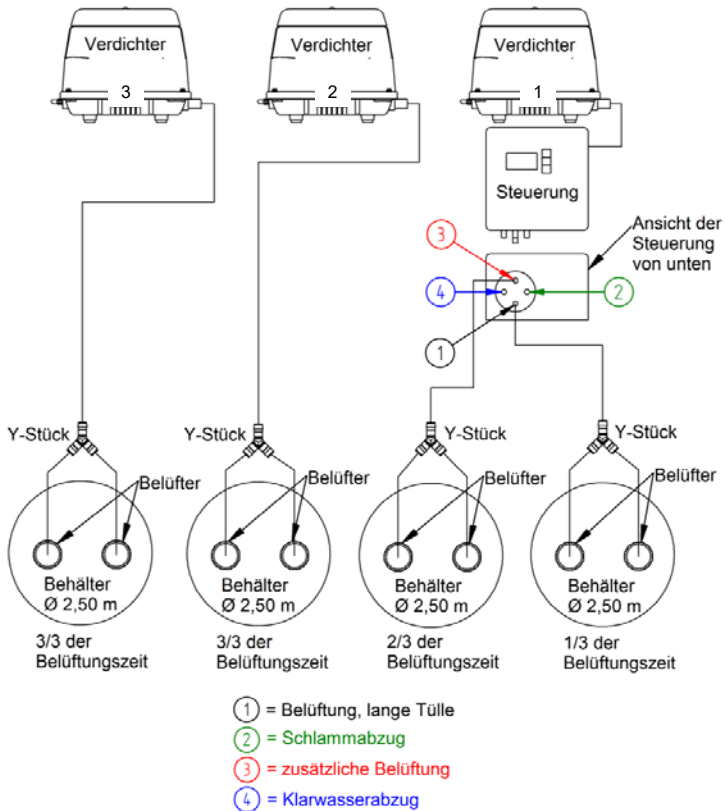 Verdichter
3
Verdichter
2
Verdichter
1
Steuerung
Ansicht der
Steuerung
von unten
3
4
2
1
Y-Stück
Y-Stück
Y-Stück
Y-Stück
Belüfter
Belüfter
Belüfter
Belüfter
Behälter
Ø 2,50 m
Behälter
Ø 2,50 m
Behälter
Ø 2,50 m
Behälter
Ø 2,50 m
3/3 der
Belüftungszeit
3/3 der
Belüftungszeit
2/3 der
Belüftungszeit
1/3 der
Belüftungszeit
1 = Belüftung, lange Tülle
2 = Schlammabzug
3 = zusätzliche Belüftung
4 = Klarwasserabzug